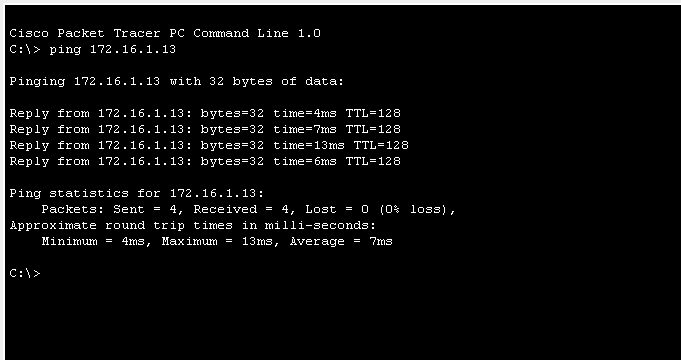 Cisco Packet Tracer PC Command Line 1.0
C:\> ping 172.16.1.13
Pinging 172.16.1.13 with 32 bytes of data:
Reply from 172.16.1.13: bytes=32 time=4ms TTL=128
Reply from 172.16.1.13: bytes=32 time=7ms TTL=128
Reply from 172.16.1.13: bytes=32 time=13ms TTL=128
Reply from 172.16.1.13: bytes=32 time=6ms TTL=128
Ping statistics for 172.16.1.13:
    Packets: Sent = 4, Received = 4, Lost = 0 (0% loss),
Approximate round trip times in milli-seconds:
    Minimum = 4ms, Maximum = 13ms, Average = 7ms
C:\>